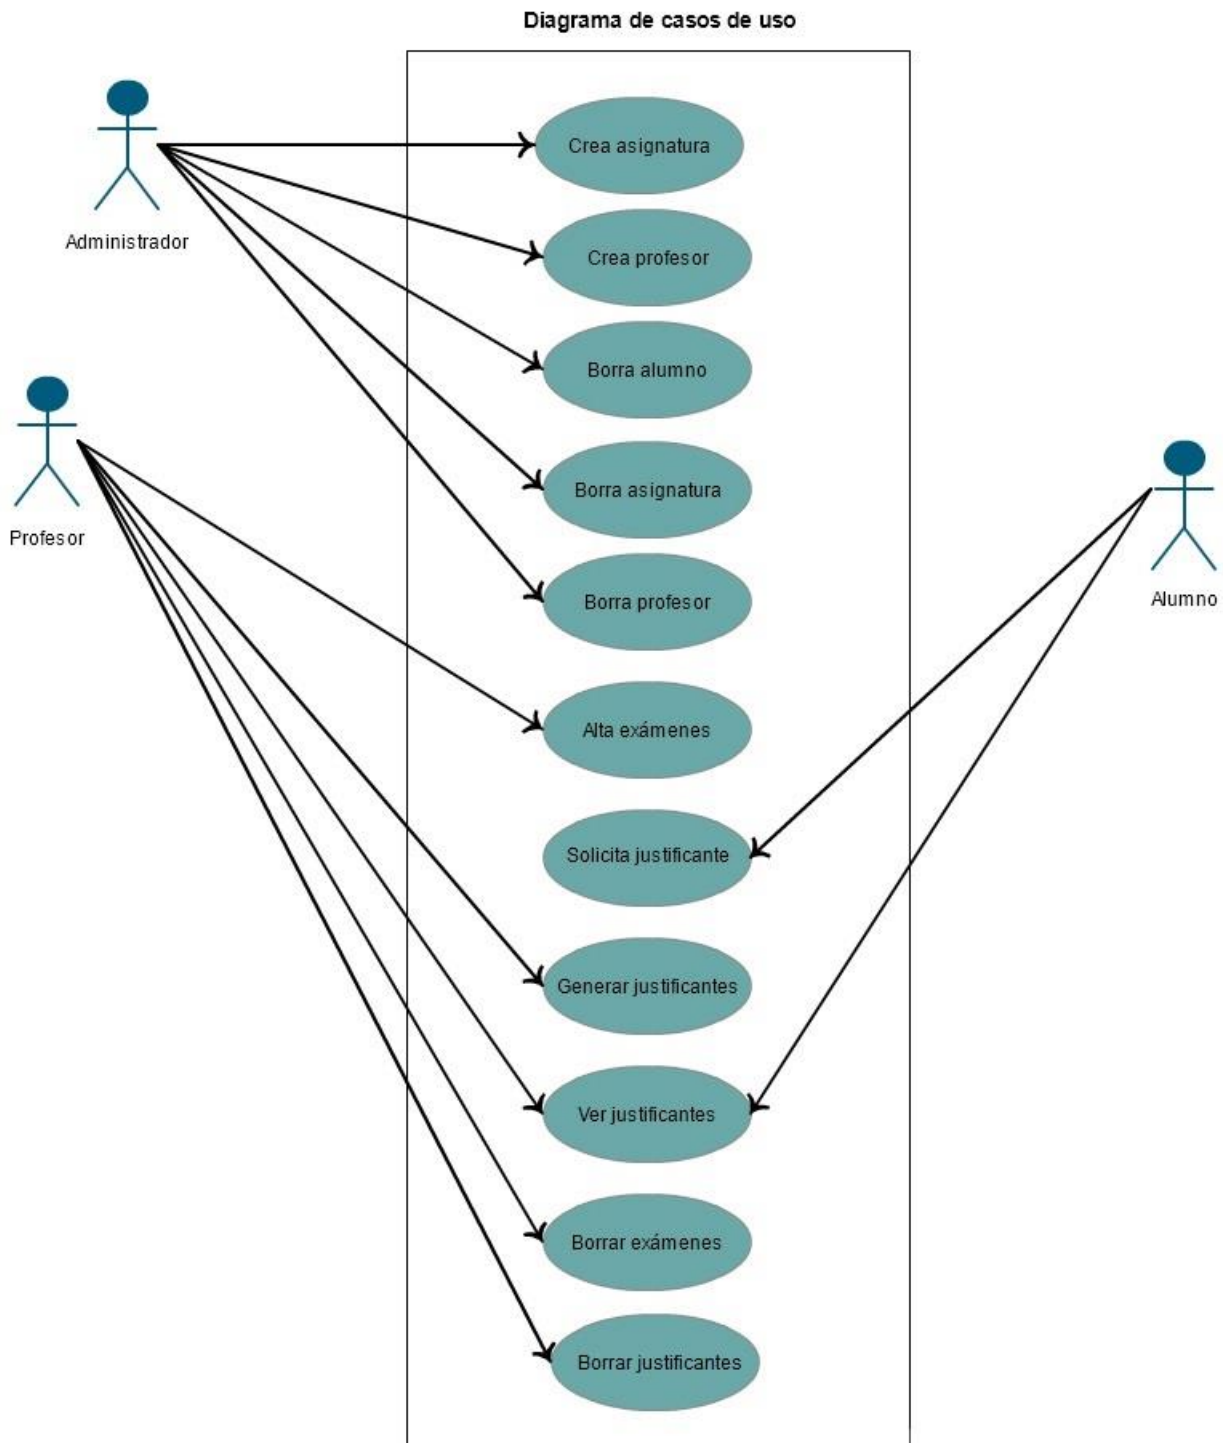 Diagrama de casos de uso
Crea asignatura
Administrador
Crea profesor
Borra alumno
Borra asignatura
Profesor
Borra profesor
Alumno
Alta exámenes
Solicita justificante
Generar justificantes
Ver justificantes
Borrar exámenes
Borrar justificantes